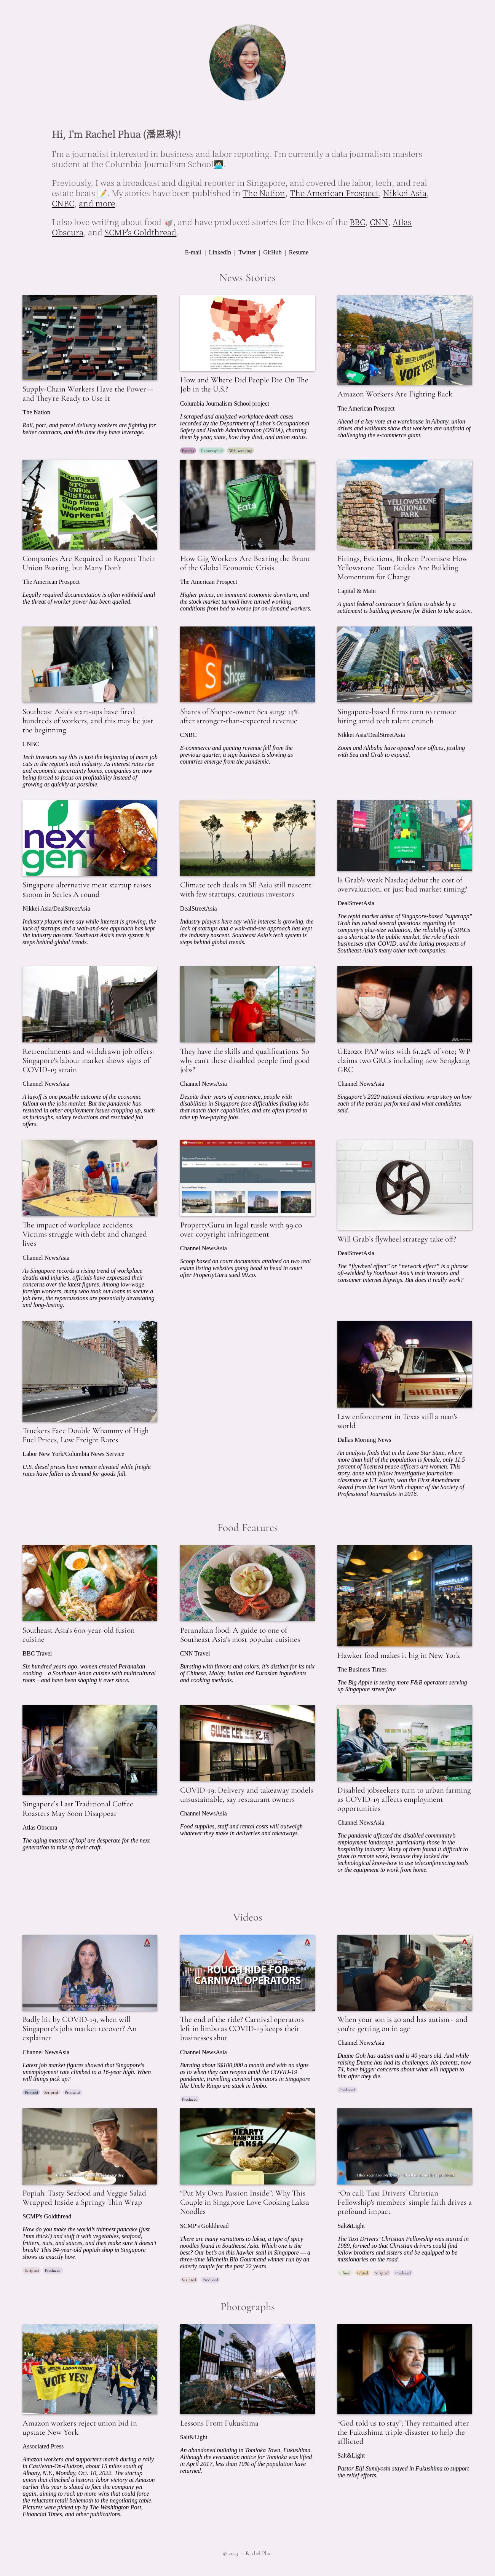 Hi, I'm Rachel Phua (潘恩琳)!
I'm a journalist interested in business and labor reporting. I'm currently a data journalism masters
student at the Columbia Journalism School👩🏻‍💻.
Previously, I was a broadcast and digital reporter in Singapore, and covered the labor, tech, and real
estate beats 📝. My stories have been published in The Nation, The American Prospect, Nikkei Asia,
CNBC, and more.
I also love writing about food 🥡, and have produced stories for the likes of the BBC, CNN, Atlas
Obscura, and SCMP's Goldthread.
E-mail | LinkedIn | Twitter | GitHub | Resume
News Stories
Supply-Chain Workers Have the Power—
and They're Ready to Use It
The Nation
Rail, port, and parcel delivery workers are fighting for
better contracts, and this time they have leverage.
How and Where Did People Die On The
Job in the U.S.?
Columbia Journalism School project
I scraped and analyzed workplace death cases
recorded by the Department of Labor's Occupational
Safety and Health Administration (OSHA), charting
them by year, state, how they died, and union status.
Pandas Datawrapper Web scraping
VOTE YES!
Amazon Workers Are Fighting Back
The American Prospect
Ahead of a key vote at a warehouse in Albany, union
drives and walkouts show that workers are unafraid of
challenging the e-commerce giant.
UNION BUSTING!
Stop Firing
Unionizing
Workers!
Companies Are Required to Report Their
Union Busting, but Many Don't
The American Prospect
Legally required documentation is often withheld until
the threat of worker power has been quelled.
Uber
Eats
How Gig Workers Are Bearing the Brunt
of the Global Economic Crisis
The American Prospect
Higher prices, an imminent economic downturn, and
the stock market turmoil have turned working
conditions from bad to worse for on-demand workers.
YELLOWSTONE
NATIONAL
PARK
Firings, Evictions, Broken Promises: How
Yellowstone Tour Guides Are Building
Momentum for Change
Capital & Main
A giant federal contractor's failure to abide by a
settlement is building pressure for Biden to take action.
Southeast Asia's start-ups have fired
hundreds of workers, and this may be just
the beginning
CNBC
Tech investors say this is just the beginning of more job
cuts in the region's tech industry. As interest rates rise
and economic uncertainty looms, companies are now
being forced to focus on profitability instead of
growing as quickly as possible.
Shopee
Shares of Shopee-owner Sea surge 14%
after stronger-than-expected revenue
CNBC
E-commerce and gaming revenue fell from the
previous quarter, a sign business is slowing as
countries emerge from the pandemic.
Singapore-based firms turn to remote
hiring amid tech talent crunch
Nikkei Asia/DealStreetAsia
Zoom and Alibaba have opened new offices, jostling
with Sea and Grab to expand.
next
gen
Singapore alternative meat startup raises
$100m in Series A round
Nikkei Asia/DealStreetAsia
Industry players here say while interest is growing, the
lack of startups and a wait-and-see approach has kept
the industry nascent. Southeast Asia's tech system is
steps behind global trends.
Climate tech deals in SE Asia still nascent
with few startups, cautious investors
DealStreetAsia
Industry players here say while interest is growing, the
lack of startups and a wait-and-see approach has kept
the industry nascent. Southeast Asia's tech system is
steps behind global trends.
Nasdaq
Is Grab's weak Nasdaq debut the cost of
overvaluation, or just bad market timing?
DealStreetAsia
The tepid market debut of Singapore-based "superapp"
Grab has raised several questions regarding the
company's plus-size valuation, the reliability of SPACs
as a shortcut to the public market, the role of tech
businesses after COVID, and the listing prospects of
Southeast Asia's many other tech companies.
Retrenchments and withdrawn job offers:
Singapore's labour market shows signs of
COVID-19 strain
Channel NewsAsia
A layoff is one possible outcome of the economic
fallout on the jobs market. But the pandemic has
resulted in other employment issues cropping up, such
as furloughs, salary reductions and rescinded job
offers.
They have the skills and qualifications. So
why can't these disabled people find good
jobs?
Channel NewsAsia
Despite their years of experience, people with
disabilities in Singapore face difficulties finding jobs
that match their capabilities, and are often forced to
take up low-paying jobs.
GE2020: PAP wins with 61.24% of vote; WP
claims two GRCs including new Sengkang
GRC
Channel NewsAsia
Singapore's 2020 national elections wrap story on how
each of the parties performed and what candidates
said.
The impact of workplace accidents:
Victims struggle with debt and changed
lives
Channel NewsAsia
As Singapore records a rising trend of workplace
deaths and injuries, officials have expressed their
concerns over the latest figures. Among low-wage
foreign workers, many who took out loans to secure a
job here, the repercussions are potentially devastating
and long-lasting.
PropertyGuru in legal tussle with 99.co
over copyright infringement
Channel NewsAsia
Scoop based on court documents attained on two real
estate listing websites going head to head in court
after PropertyGuru sued 99.co.
Will Grab's flywheel strategy take off?
DealStreetAsia
The "flywheel effect" or "network effect" is a phrase
oft-wielded by Southeast Asia's tech investors and
consumer internet bigwigs. But does it really work?
Truckers Face Double Whammy of High
Fuel Prices, Low Freight Rates
Labor New York/Columbia News Service
U.S. diesel prices have remain elevated while freight
rates have fallen as demand for goods fall.
SHERIFF
Law enforcement in Texas still a man's
world
Dallas Morning News
An analysis finds that in the Lone Star State, where
more than half of the population is female, only 11.5
percent of licensed peace officers are women. This
story, done with fellow investigative journalism
classmate at UT Austin, won the First Amendment
Award from the Fort Worth chapter of the Society of
Professional Journalists in 2016.
Food Features
Southeast Asia's 600-year-old fusion
cuisine
BBC Travel
Six hundred years ago, women created Peranakan
cooking – a Southeast Asian cuisine with multicultural
roots – and have been shaping it ever since.
Peranakan flavor: A guide to one of
Southeast Asia's most popular cuisines
CNN Travel
Bursting with flavors and colors, it's distinct for its mix
of Chinese, Malay, Indian and Eurasian ingredients
and cooking methods.
Hawker food makes it big in New York
The Business Times
The Big Apple is seeing more F&B operators serving
up Singapore street fare
Singapore's Last Traditional Coffee
Roasters May Soon Disappear
Atlas Obscura
The aging masters of kopi are desperate for the next
generation to take up their craft.
SWEE KEE
COVID-19: Delivery and takeaway models
unsustainable, say restaurant owners
Channel NewsAsia
Food supplies, staff and rental costs will outweigh
whatever they make in deliveries and takeaways.
Disabled jobseekers turn to urban farming
as COVID-19 affects employment
opportunities
Channel NewsAsia
The pandemic affected the disabled community's
employment landscape, particularly those in the
hospitality industry. Many of them found it difficult to
pivot to remote work, because they lacked the
technological know-how to use teleconferencing tools
or the equipment to work from home.
Videos
Badly hit by COVID-19, when will
Singapore's jobs market recover? An
explainer
Channel NewsAsia
Latest job market figures showed that Singapore's
unemployment rate climbed to a 16-year high. When
will things pick up?
Scripted Produced
ROUGH RIDE FOR
CARNIVAL OPERATORS
The end of the ride? Carnival operators
left in limbo as COVID-19 keeps their
businesses shut
Channel NewsAsia
Burning about S$100,000 a month and with no signs
as to when they can reopen amid the COVID-19
pandemic, travelling carnival operators in Singapore
like Uncle Ringo are stuck in limbo.
Produced
When your son is 40 and has autism - and
you're getting on in age
Channel NewsAsia
Duane Goh has autism and is 40 years old. And while
raising Duane has had its challenges, his parents, now
74, have bigger concerns about what will happen to
him after they die.
Produced
Popiah: Tasty Seafood and Veggie Salad
Wrapped Inside a Springy Thin Wrap
SCMP's Goldthread
How do you make the world's thinnest pancake (just
1mm thick!) and stuff it with vegetables, seafood,
fritters, nuts, and sauces, and then make sure it doesn't
break? This 84-year-old popiah shop in Singapore
shows us exactly how.
Scripted Produced
HEARTY
LAKSA
"Put My Own Passion Inside": Why This
Couple in Singapore Love Cooking Laksa
Noodles
SCMP's Goldthread
There are many variations to laksa, a type of spicy
noodles found in Southeast Asia. Which one is the
best? Our bet's on this hawker stall in Singapore — a
three-time Michelin Bib Gourmand winner run by an
elderly couple for the past 22 years.
Scripted Produced
"On call: Taxi Drivers' Christian
Fellowship's members' simple faith drives a
profound impact
Salt&Light
The Taxi Drivers' Christian Fellowship was started in
1989, formed so that Christian drivers could find
fellow brothers and sisters and be equipped to be
missionaries on the road.
Filmed Edited Scripted Produced
Photographs
VOTE YES!
Amazon workers reject union bid in
upstate New York
Associated Press
Amazon workers and supporters march during a rally
in Castleton-On-Hudson, about 15 miles south of
Albany, N.Y., Monday, Oct. 10, 2022. The startup
union that clinched a historic labor victory at Amazon
earlier this year is slated to face the company yet
again, aiming to rack up more wins that could force
the reluctant retail behemoth to the negotiating table.
Pictures were picked up by The Washington Post,
Financial Times, and other publications.
Lessons From Fukushima
Salt&Light
An abandoned building in Tomioka Town, Fukushima.
Although the evacuation notice for Tomioka was lifted
in April 2017, less than 10% of the population have
returned.
"God told us to stay": They remained after
the Fukushima triple-disaster to help the
afflicted
Salt&Light
Pastor Eiji Sumiyoshi stayed in Fukushima to support
the relief efforts.
© 2023 — Rachel Phua